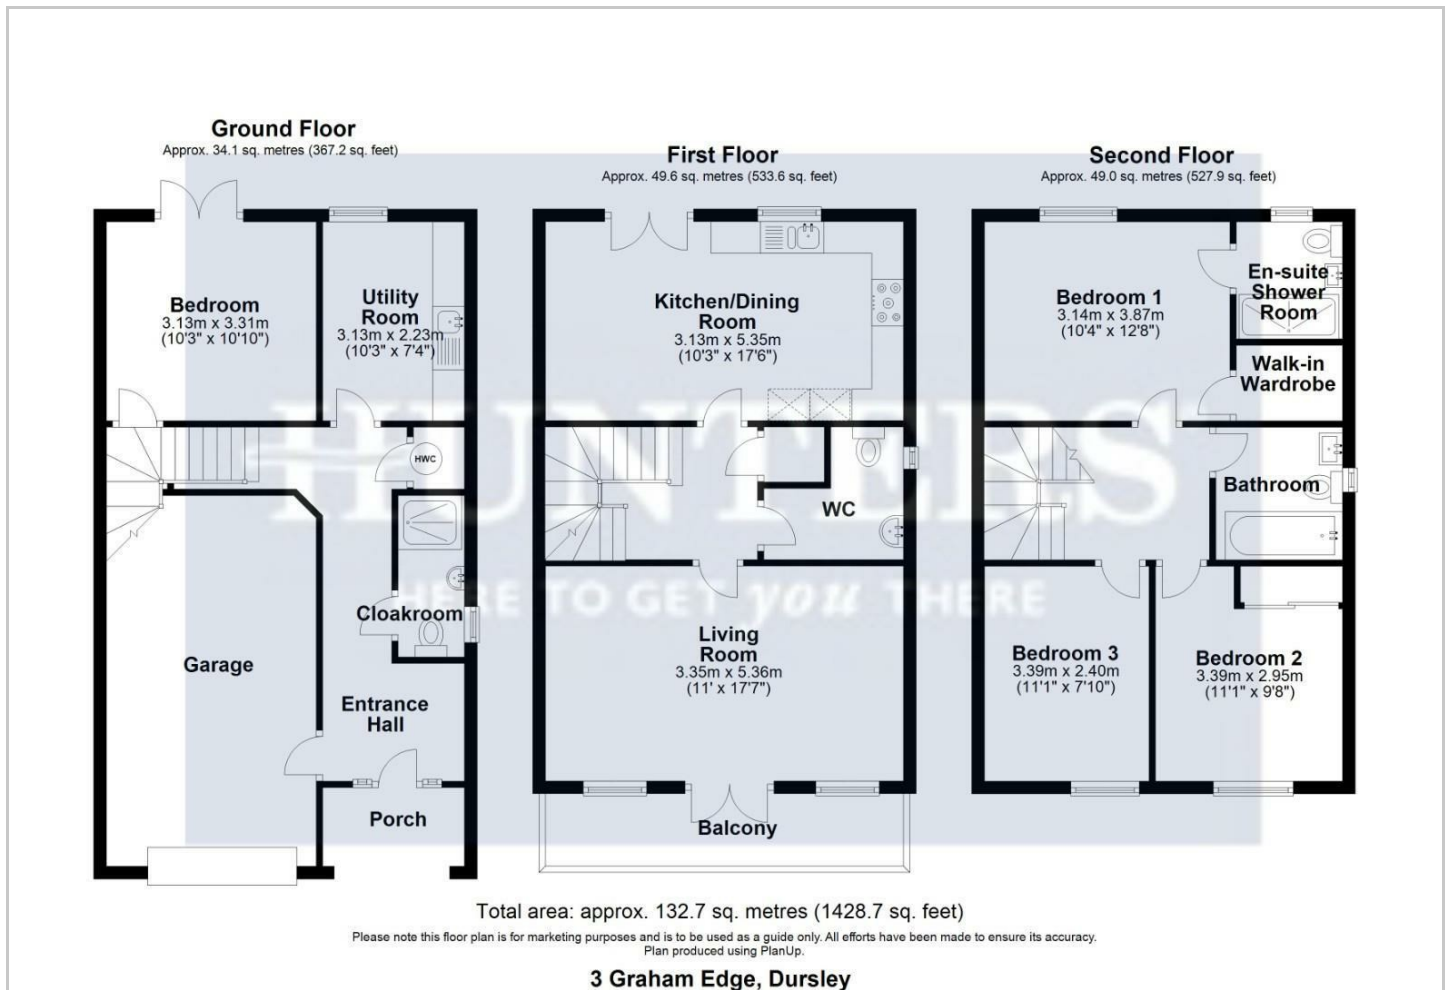 Ground Floor
Approx. 34.1 sq. metres (367.2 sq. feet)
Bedroom
3.13m x 3.31m
(10'3" x 10'10")
Utility
Room
3.13m x 2.23m
(10'3" x 7'4")
HWC
Cloakroom
Garage
Entrance
Hall
Porch
First Floor
Approx. 49.6 sq. metres (533.6 sq. feet)
Kitchen/Dining
Room
3.13m x 5.35m
(10'3" x 17'6")
WC
Living
Room
3.35m x 5.36m
(11' x 17'7")
Balcony
Second Floor
Approx. 49.0 sq. metres (527.9 sq. feet)
Bedroom 1
3.14m x 3.87m
(10'4" x 12'8")
En-suite
Shower
Room
Walk-in
Wardrobe
Bathroom
Bedroom 3
3.39m x 2.40m
(11'1" x 7'10")
Bedroom 2
3.39m x 2.95m
(11'1" x 9'8")
HUNTERS
HERE TO GET you THERE
Total area: approx. 132.7 sq. metres (1428.7 sq. feet)
Please note this floor plan is for marketing purposes and is to be used as a guide only. All efforts have been made to ensure its accuracy.
Plan produced using PlanUp.
3 Graham Edge, Dursley